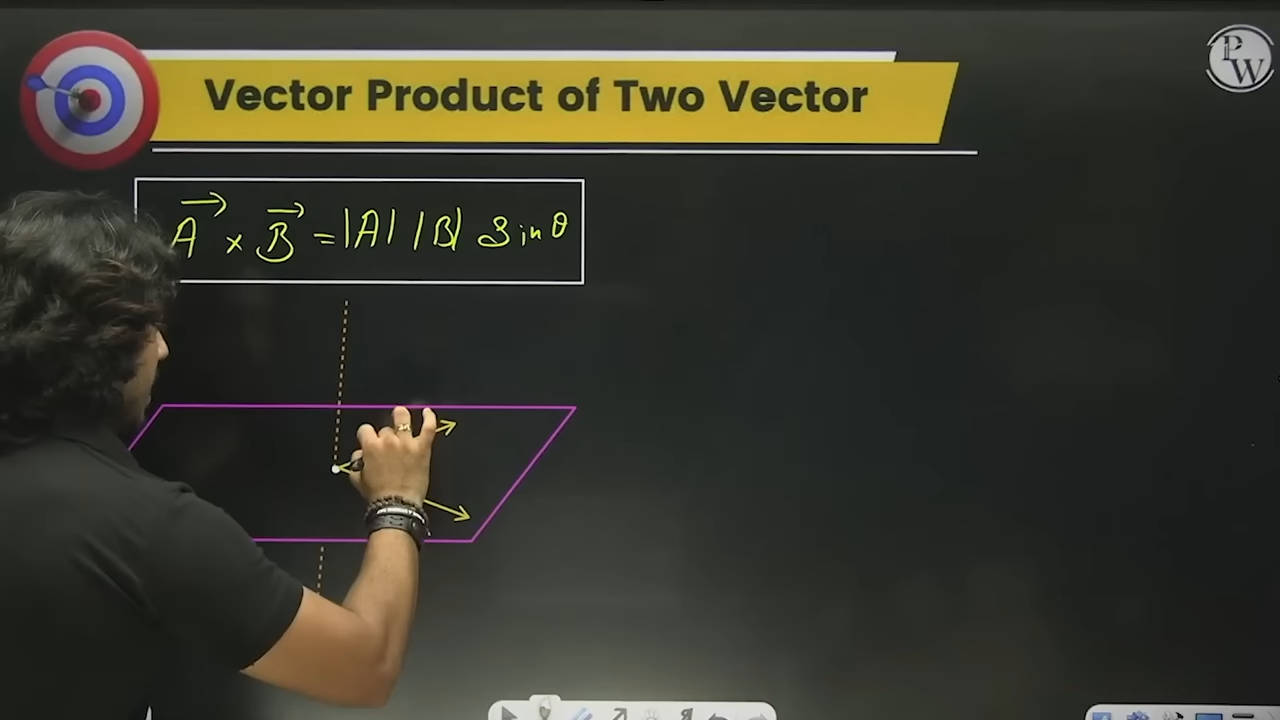 PW
Vector Product of Two Vector
A × B = |A| |B| Sin θ